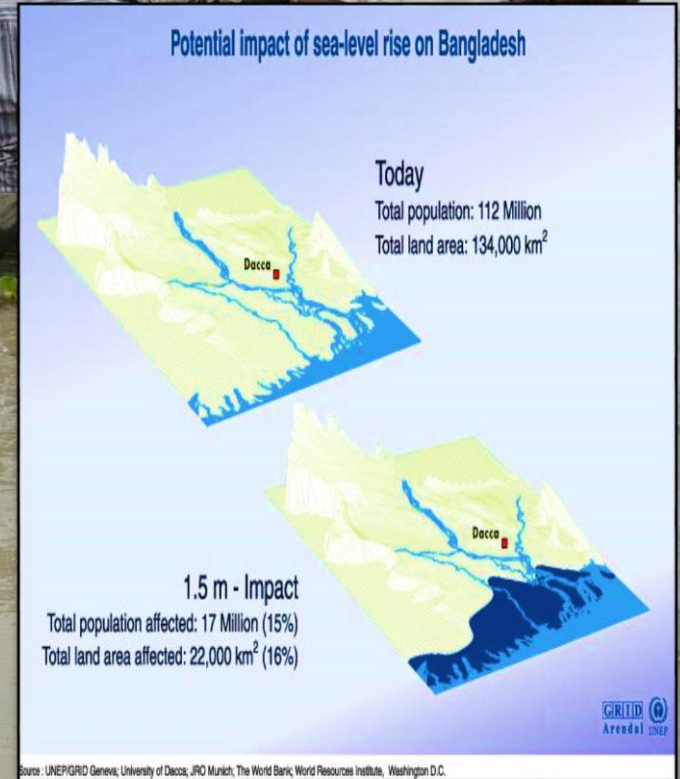 Potential impact of sea-level rise on Bangladesh
Today
Total population: 112 Million
Total land area: 134,000 km²
Dacca
Dacca
1.5 m - Impact
Total population affected: 17 Million (15%)
Total land area affected: 22,000 km² (16%)
GRID
Arendal UNEP
Source : UNEP/GRID Geneva; University of Dacca; JRO Munich; The World Bank; World Resources Institute, Washington D.C.